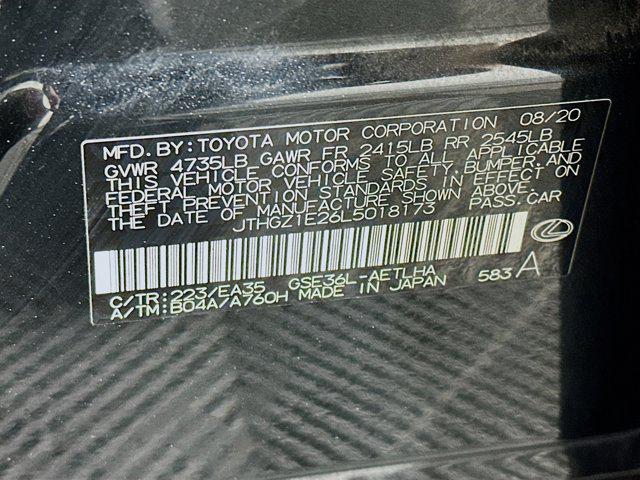 MFD. BY: TOYOTA MOTOR CORPORATION 08/20
GVWR 4735LB GAWR FR 2415LB RR 2545LB
THIS VEHICLE CONFORMS TO ALL APPLICABLE
FEDERAL MOTOR VEHICLE SAFETY, BUMPER, AND
THEFT PREVENTION STANDARDS IN EFFECT ON
THE DATE OF MANUFACTURE SHOWN ABOVE.
JTHGZ1E26L5018173 PASS. CAR
C/TR: 223/EA35 GSE36L-AETLHA 583 A
A/TM: B04A/A760H MADE IN JAPAN